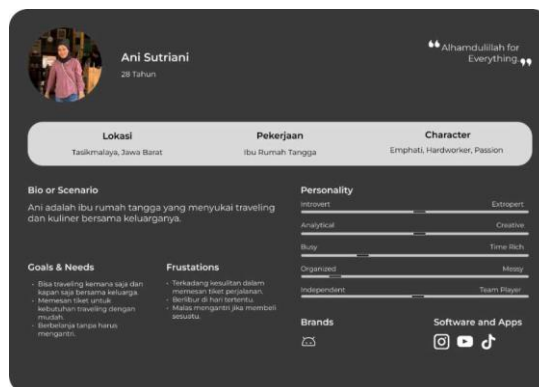 Ani Sutriani
28 Tahun
Alhamdulillah for
Everything.
Lokasi
Tasikmalaya, Jawa Barat
Pekerjaan
Ibu Rumah Tangga
Character
Emphati, Hardworker, Passion
Bio or Scenario
Ani adalah ibu rumah tangga yang menyukai traveling
dan kuliner bersama keluarganya.
Goals & Needs
Bisa traveling kemana saja dan
kapan saja bersama keluarga.
Memesan tiket untuk
kebutuhan traveling dengan
mudah.
Berbelanja tanpa harus
mengantri.
Frustations
Terkadang kesulitan dalam
memesan tiket perjalanan.
Berlibur di hari tertentu.
Malas mengantri jika membeli
sesuatu.
Personality
Introvert Extropert
Analytical Creative
Busy Time Rich
Organized Messy
Independent Team Player
Brands
Software and Apps